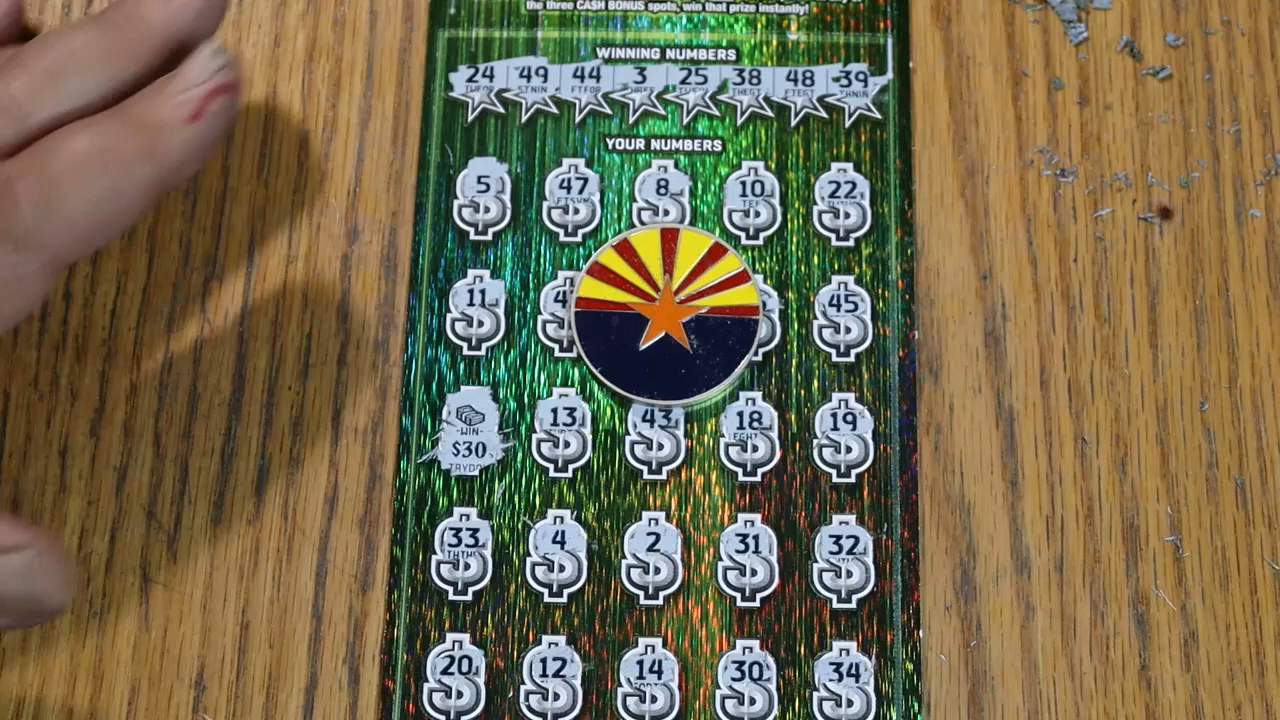 the three CASH BONUS spots, win that prize instantly!
WINNING NUMBERS
24 49 44 3 25 38 48 39
YOUR NUMBERS
5 47 8 10 22
11 45
WIN
$30
13 43 18 19
33 4 2 31 32
20 12 14 30 34